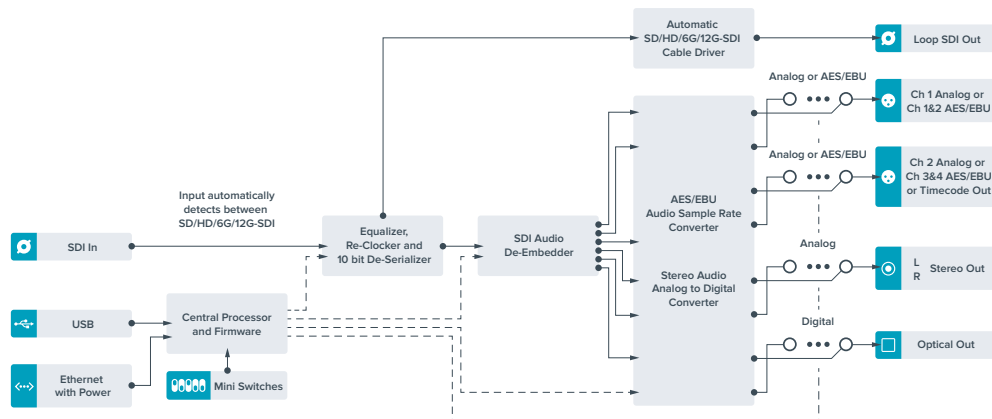 Automatic
SD/HD/6G/12G-SDI
Cable Driver
Loop SDI Out
Analog or AES/EBU
Ch 1 Analog or
Ch 1&2 AES/EBU
Analog or AES/EBU
Ch 2 Analog or
Ch 3&4 AES/EBU
or Timecode Out
Input automatically
detects between
SD/HD/6G/12G-SDI
SDI In
Equalizer,
Re-Clocker and
10 bit De-Serializer
SDI Audio
De-Embedder
AES/EBU
Audio Sample Rate
Converter
Stereo Audio
Analog to Digital
Converter
Analog
L
R
Stereo Out
USB
Central Processor
and Firmware
Digital
Optical Out
Ethernet
with Power
Mini Switches